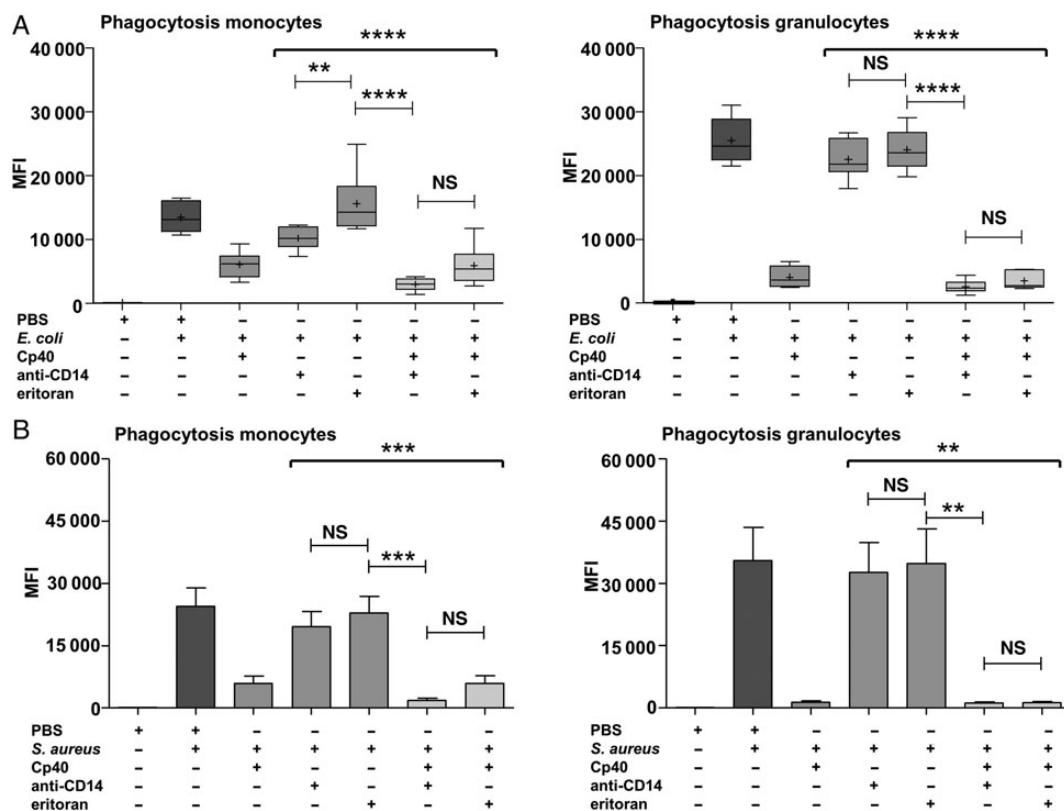 A
Phagocytosis monocytes
****
40 000
**
30 000
****
MFI
20 000
NS
10 000
0
PBS + + – – – – –
E. coli – + + + + + +
Cp40 – – + – – + +
anti-CD14 – – – + – + –
eritoran – – – – + – +
Phagocytosis granulocytes
****
40 000
NS
30 000
****
MFI
20 000
NS
10 000
0
PBS + + – – – – –
E. coli – + + + + + +
Cp40 – – + – – + +
anti-CD14 – – – + – + –
eritoran – – – – + – +
B
Phagocytosis monocytes
60 000
***
45 000
NS
***
MFI
30 000
NS
15 000
0
PBS + + – – – – –
S. aureus – + + + + + +
Cp40 – – + – – + +
anti-CD14 – – – + – + –
eritoran – – – – + – +
Phagocytosis granulocytes
60 000
**
NS
**
45 000
MFI
30 000
15 000
NS
0
PBS + + – – – – –
S. aureus – + + + + + +
Cp40 – – + – – + +
anti-CD14 – – – + – + –
eritoran – – – – + – +